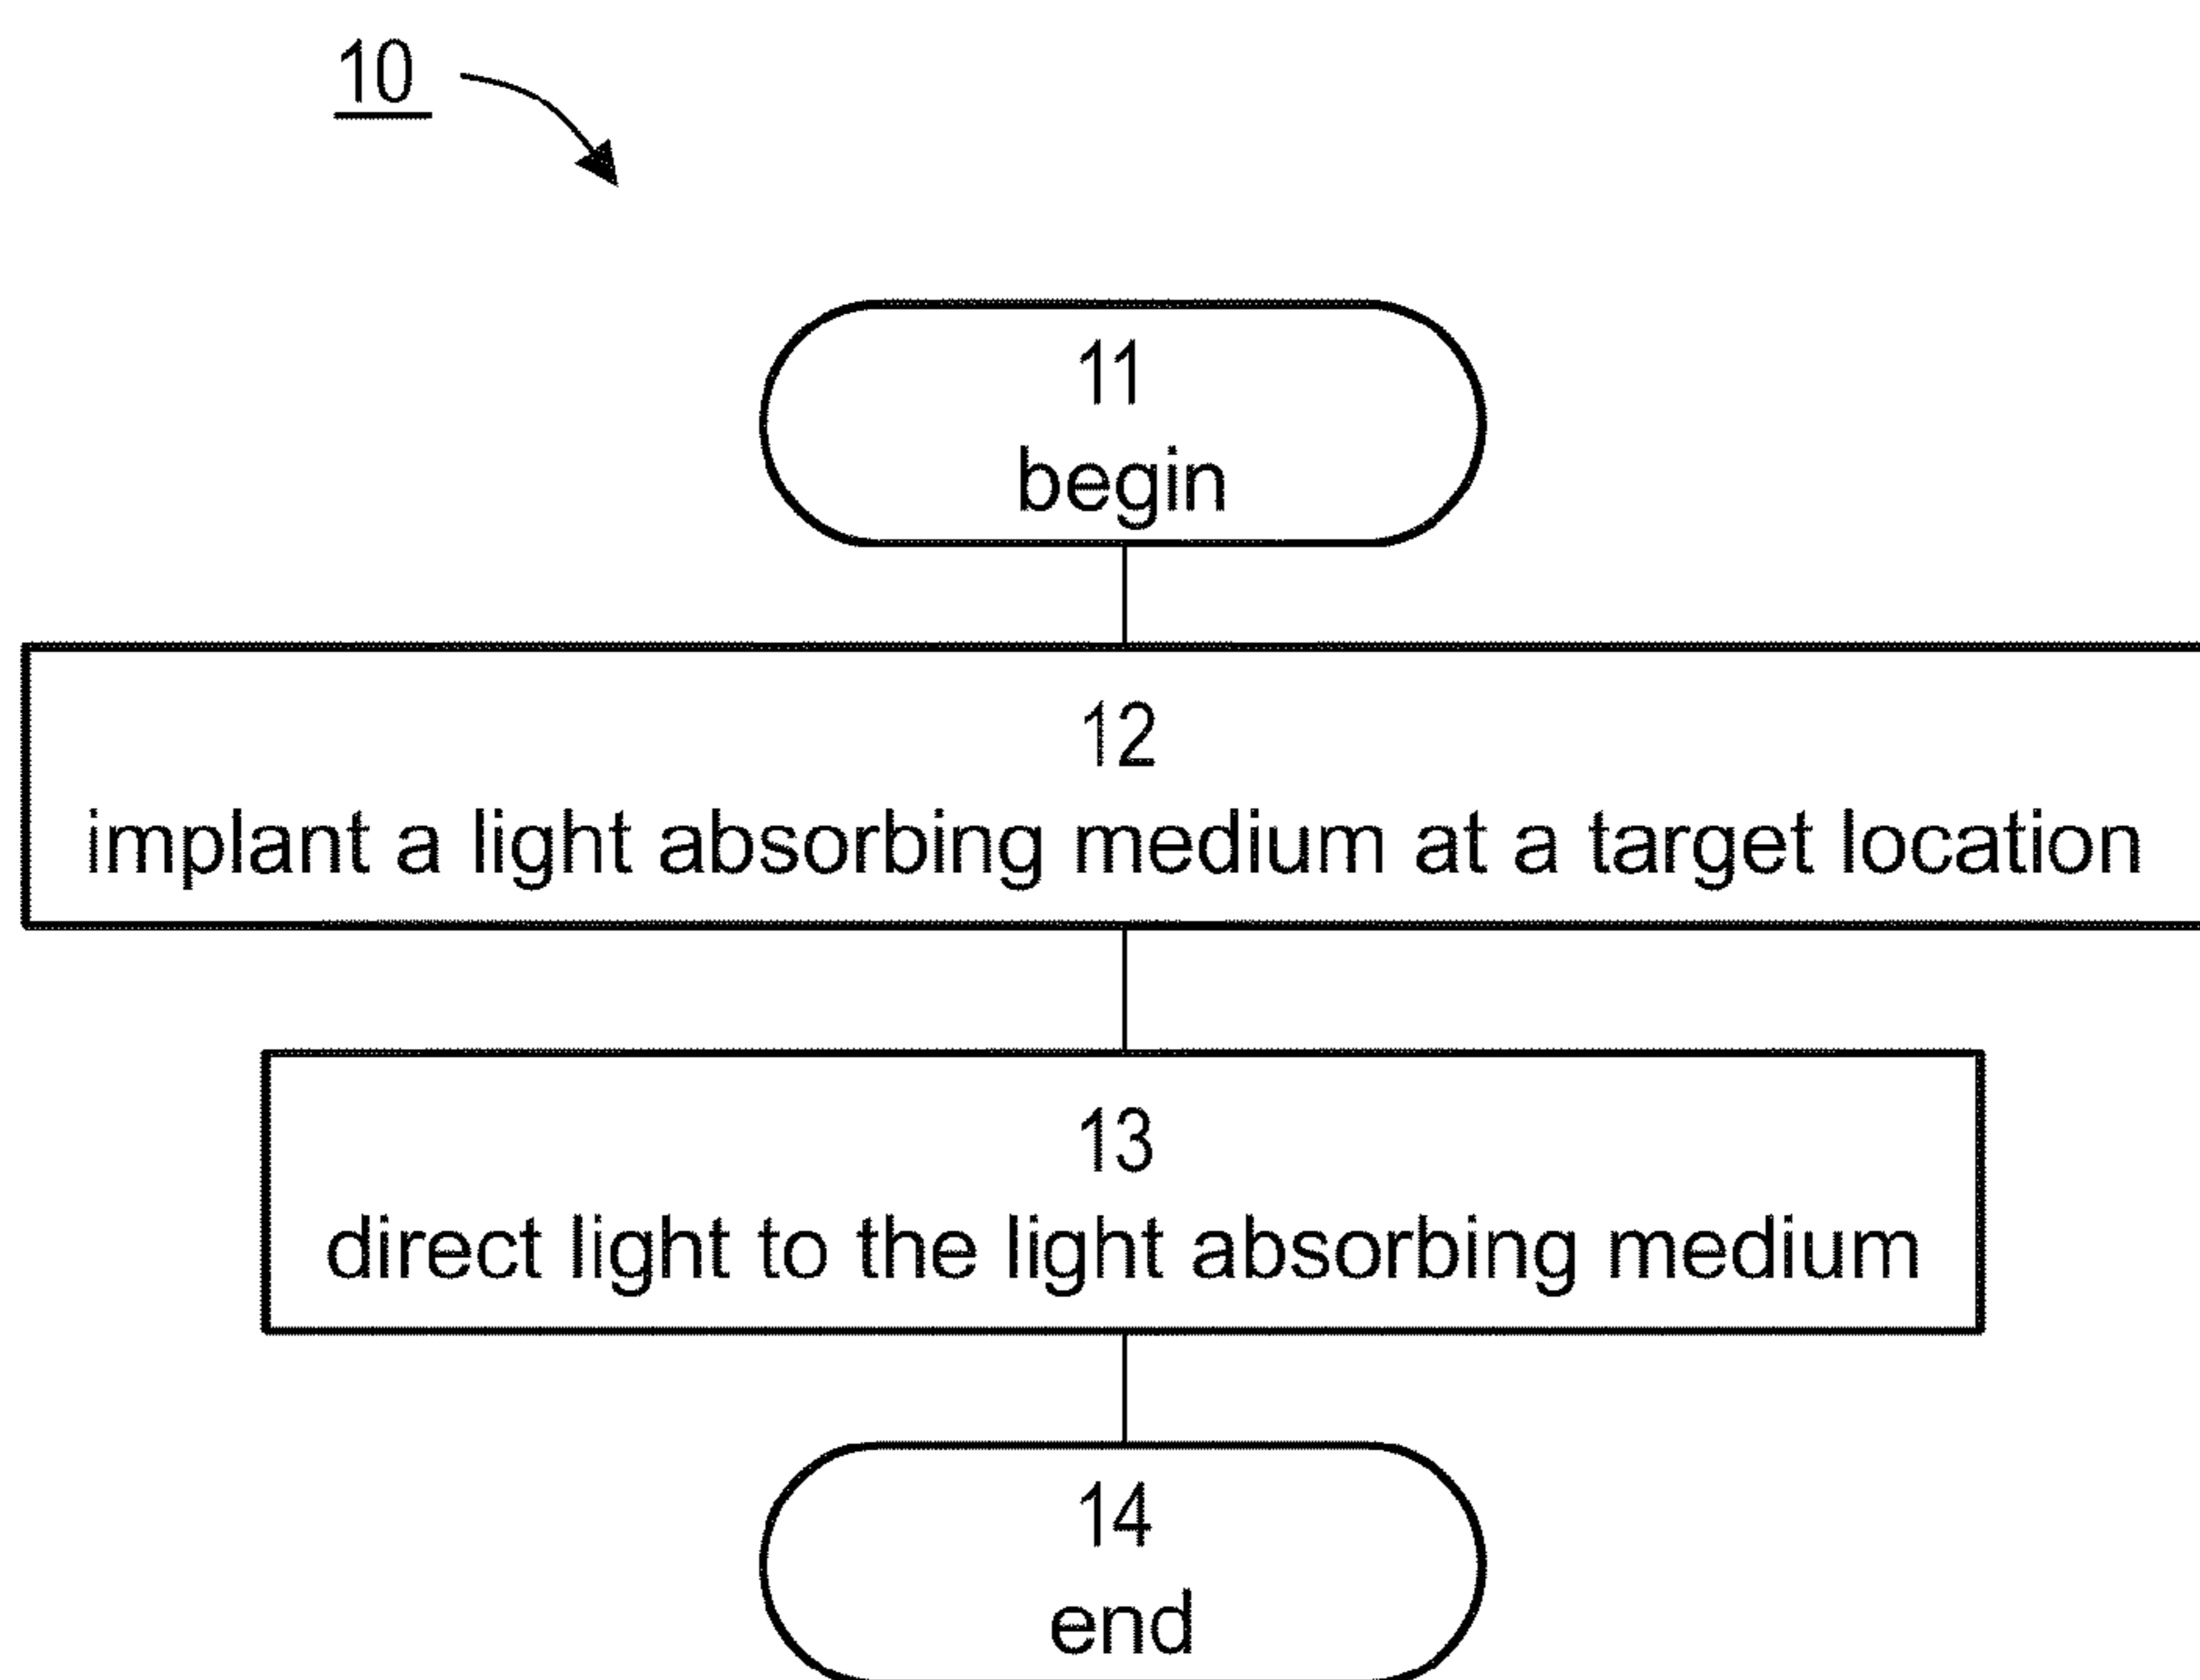 10
11
begin
12
implant a light absorbing medium at a target location
13
direct light to the light absorbing medium
14
end